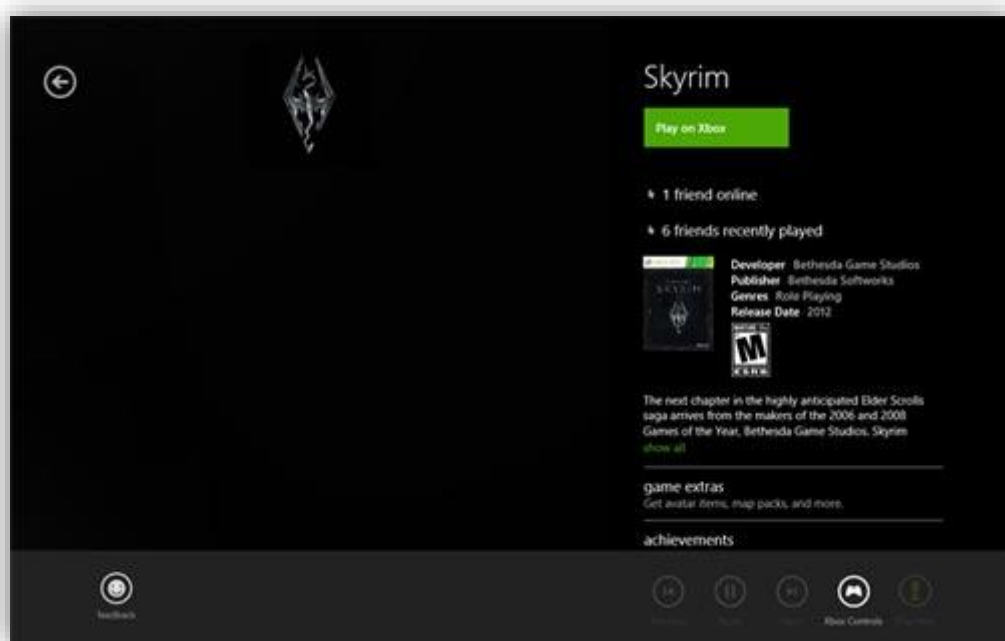 Skyrim
Play on Xbox
1 friend online
6 friends recently played
SKYRIM
Developer Bethesda Game Studios
Publisher Bethesda Softworks
Genres Role Playing
Release Date 2012
M
ESRB
The next chapter in the highly anticipated Elder Scrolls
saga arrives from the makers of the 2006 and 2008
Games of the Year, Bethesda Game Studios. Skyrim
show all
game extras
Get avatar items, map packs, and more.
achievements
feedback
Xbox Controls